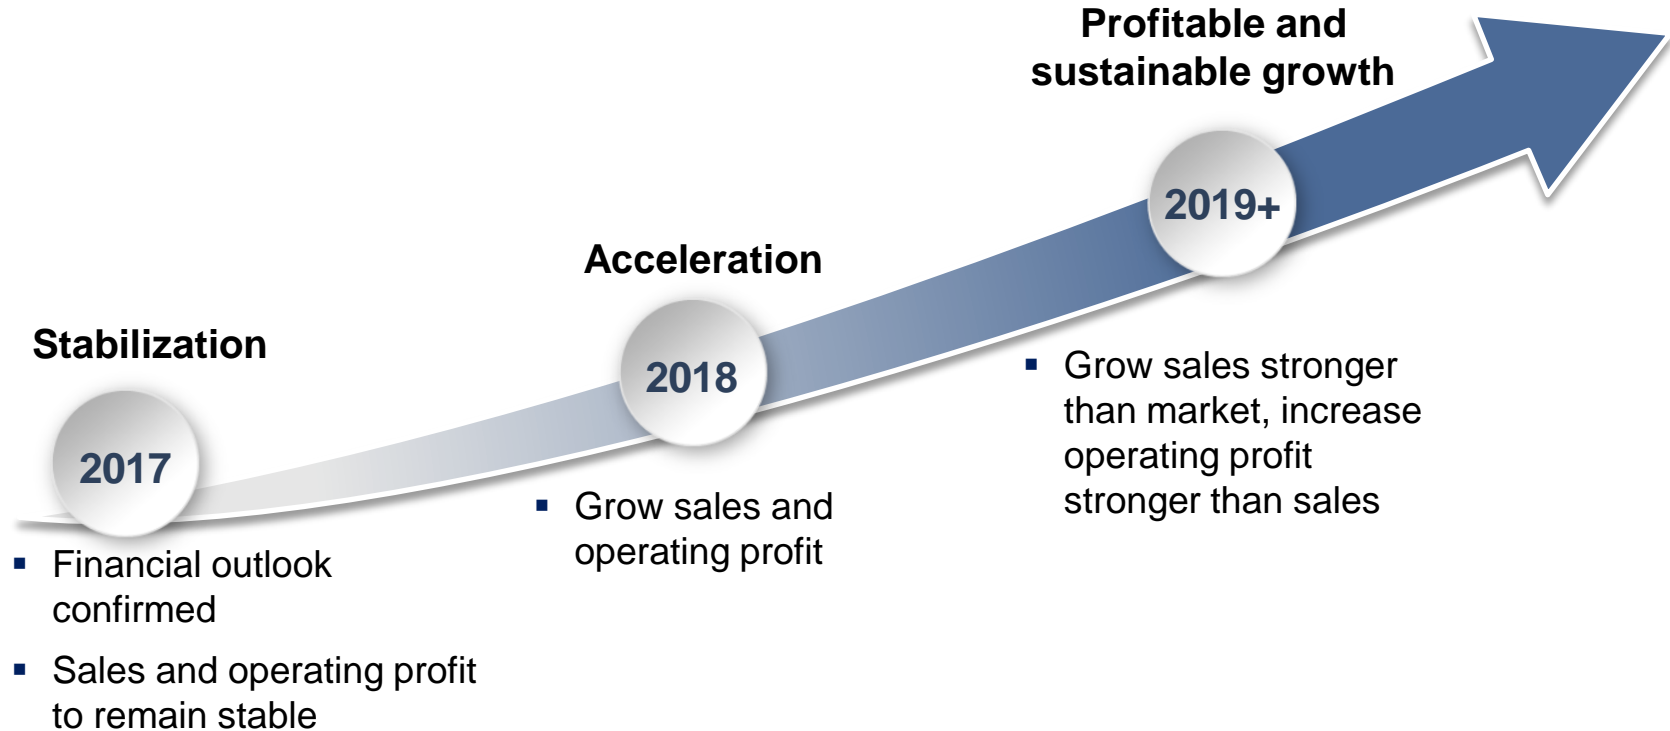 Stabilization
2017
▪ Financial outlook
confirmed
▪ Sales and operating profit
to remain stable
Acceleration
2018
▪ Grow sales and
operating profit
Profitable and
sustainable growth
2019+
▪ Grow sales stronger
than market, increase
operating profit
stronger than sales